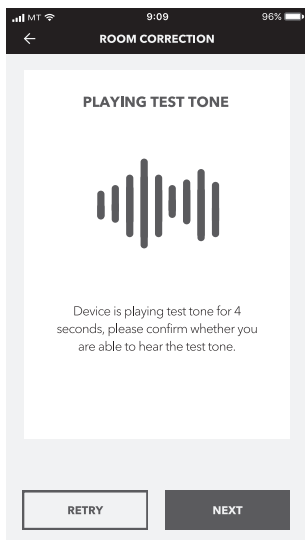 MT 9:09 96%
ROOM CORRECTION
PLAYING TEST TONE
Device is playing test tone for 4
seconds, please confirm whether you
are able to hear the test tone.
RETRY NEXT